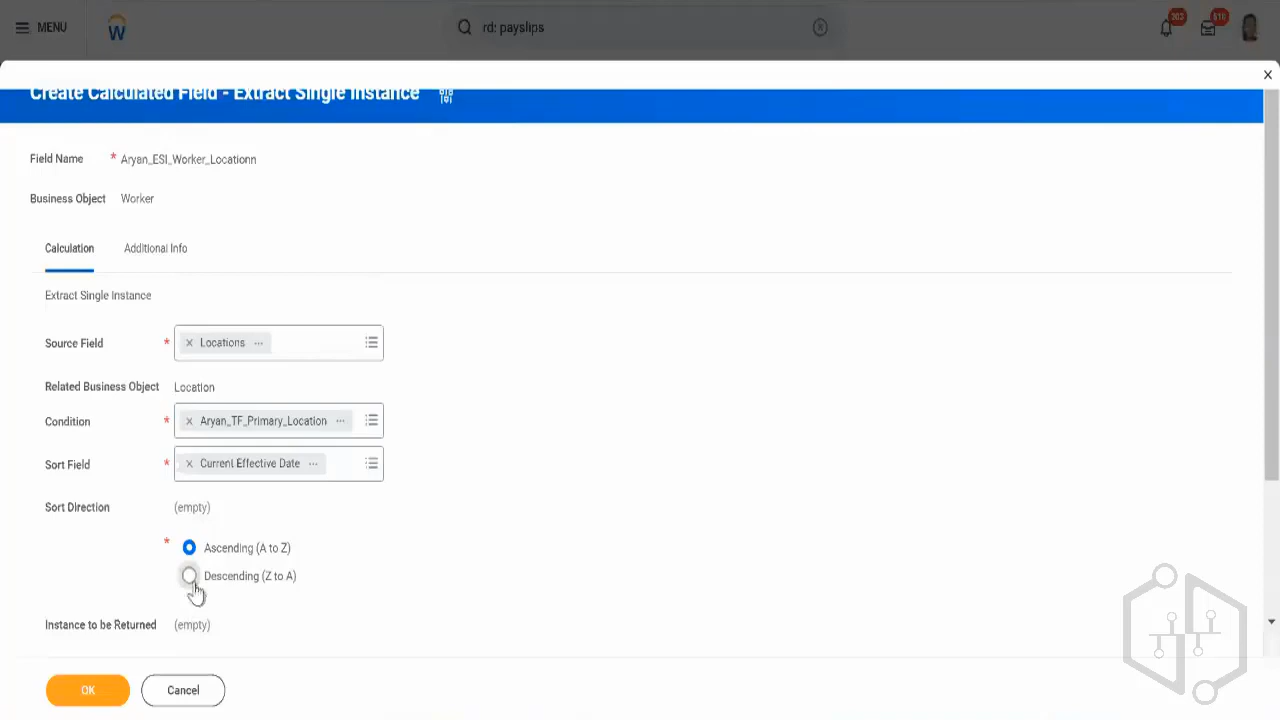 MENU
rd: payslips
303
516
Create Calculated Field - Extract Single Instance
Field Name * Aryan_ESI_Worker_Locationn
Business Object Worker
Calculation Additional Info
Extract Single Instance
Source Field * × Locations ...
Related Business Object Location
Condition * × Aryan_TF_Primary_Location ...
Sort Field * × Current Effective Date ...
Sort Direction (empty)
* Ascending (A to Z)
Descending (Z to A)
Instance to be Returned (empty)
OK Cancel